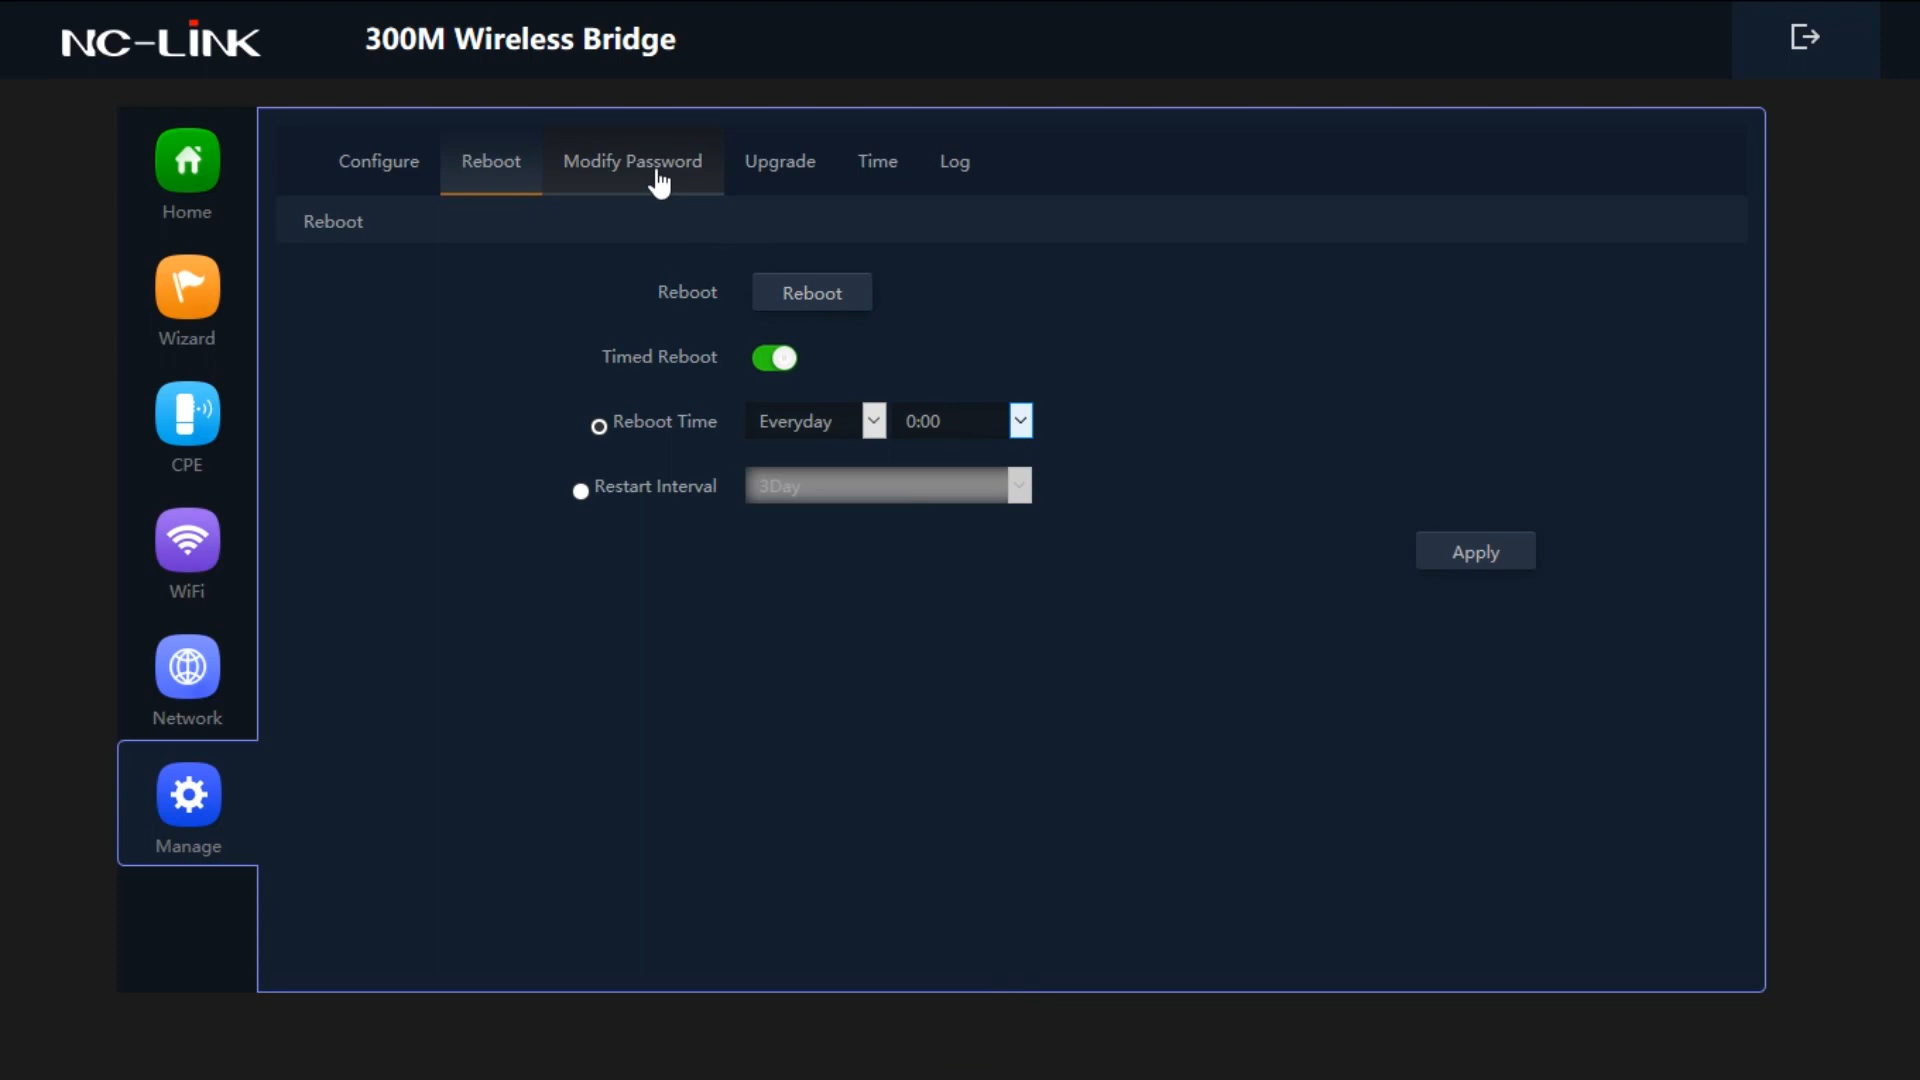 NC-LiNK
300M Wireless Bridge
Configure Reboot Modify Password Upgrade Time Log
Reboot
Home
Wizard
CPE
WiFi
Network
Manage
Reboot Reboot
Timed Reboot
Reboot Time Everyday 0:00
Restart Interval 3Day
Apply